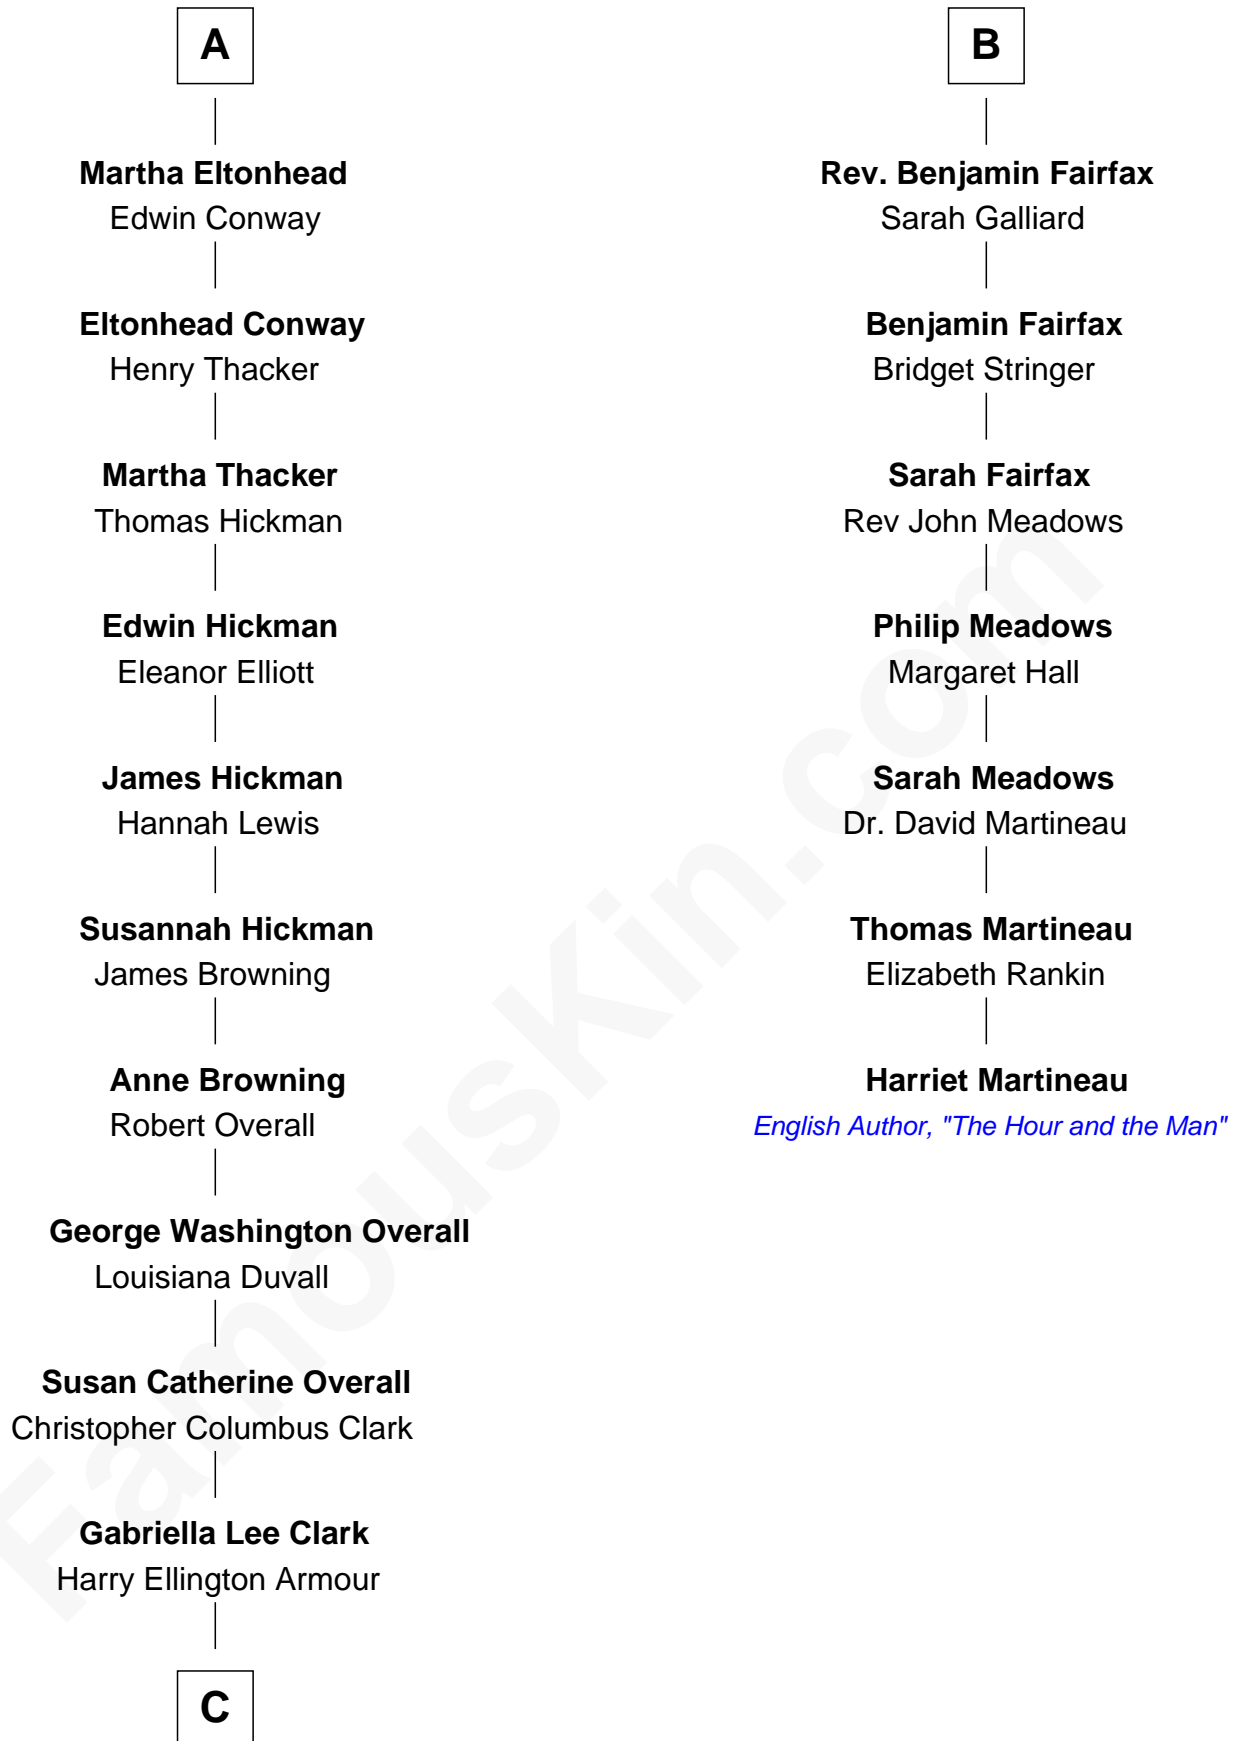 A
Martha Eltonhead
Edwin Conway
Eltonhead Conway
Henry Thacker
Martha Thacker
Thomas Hickman
Edwin Hickman
Eleanor Elliott
James Hickman
Hannah Lewis
Susannah Hickman
James Browning
Anne Browning
Robert Overall
George Washington Overall
Louisiana Duvall
Susan Catherine Overall
Christopher Columbus Clark
Gabriella Lee Clark
Harry Ellington Armour
C
B
Rev. Benjamin Fairfax
Sarah Galliard
Benjamin Fairfax
Bridget Stringer
Sarah Fairfax
Rev John Meadows
Philip Meadows
Margaret Hall
Sarah Meadows
Dr. David Martineau
Thomas Martineau
Elizabeth Rankin
Harriet Martineau
English Author, "The Hour and the Man"
FamousKin.com